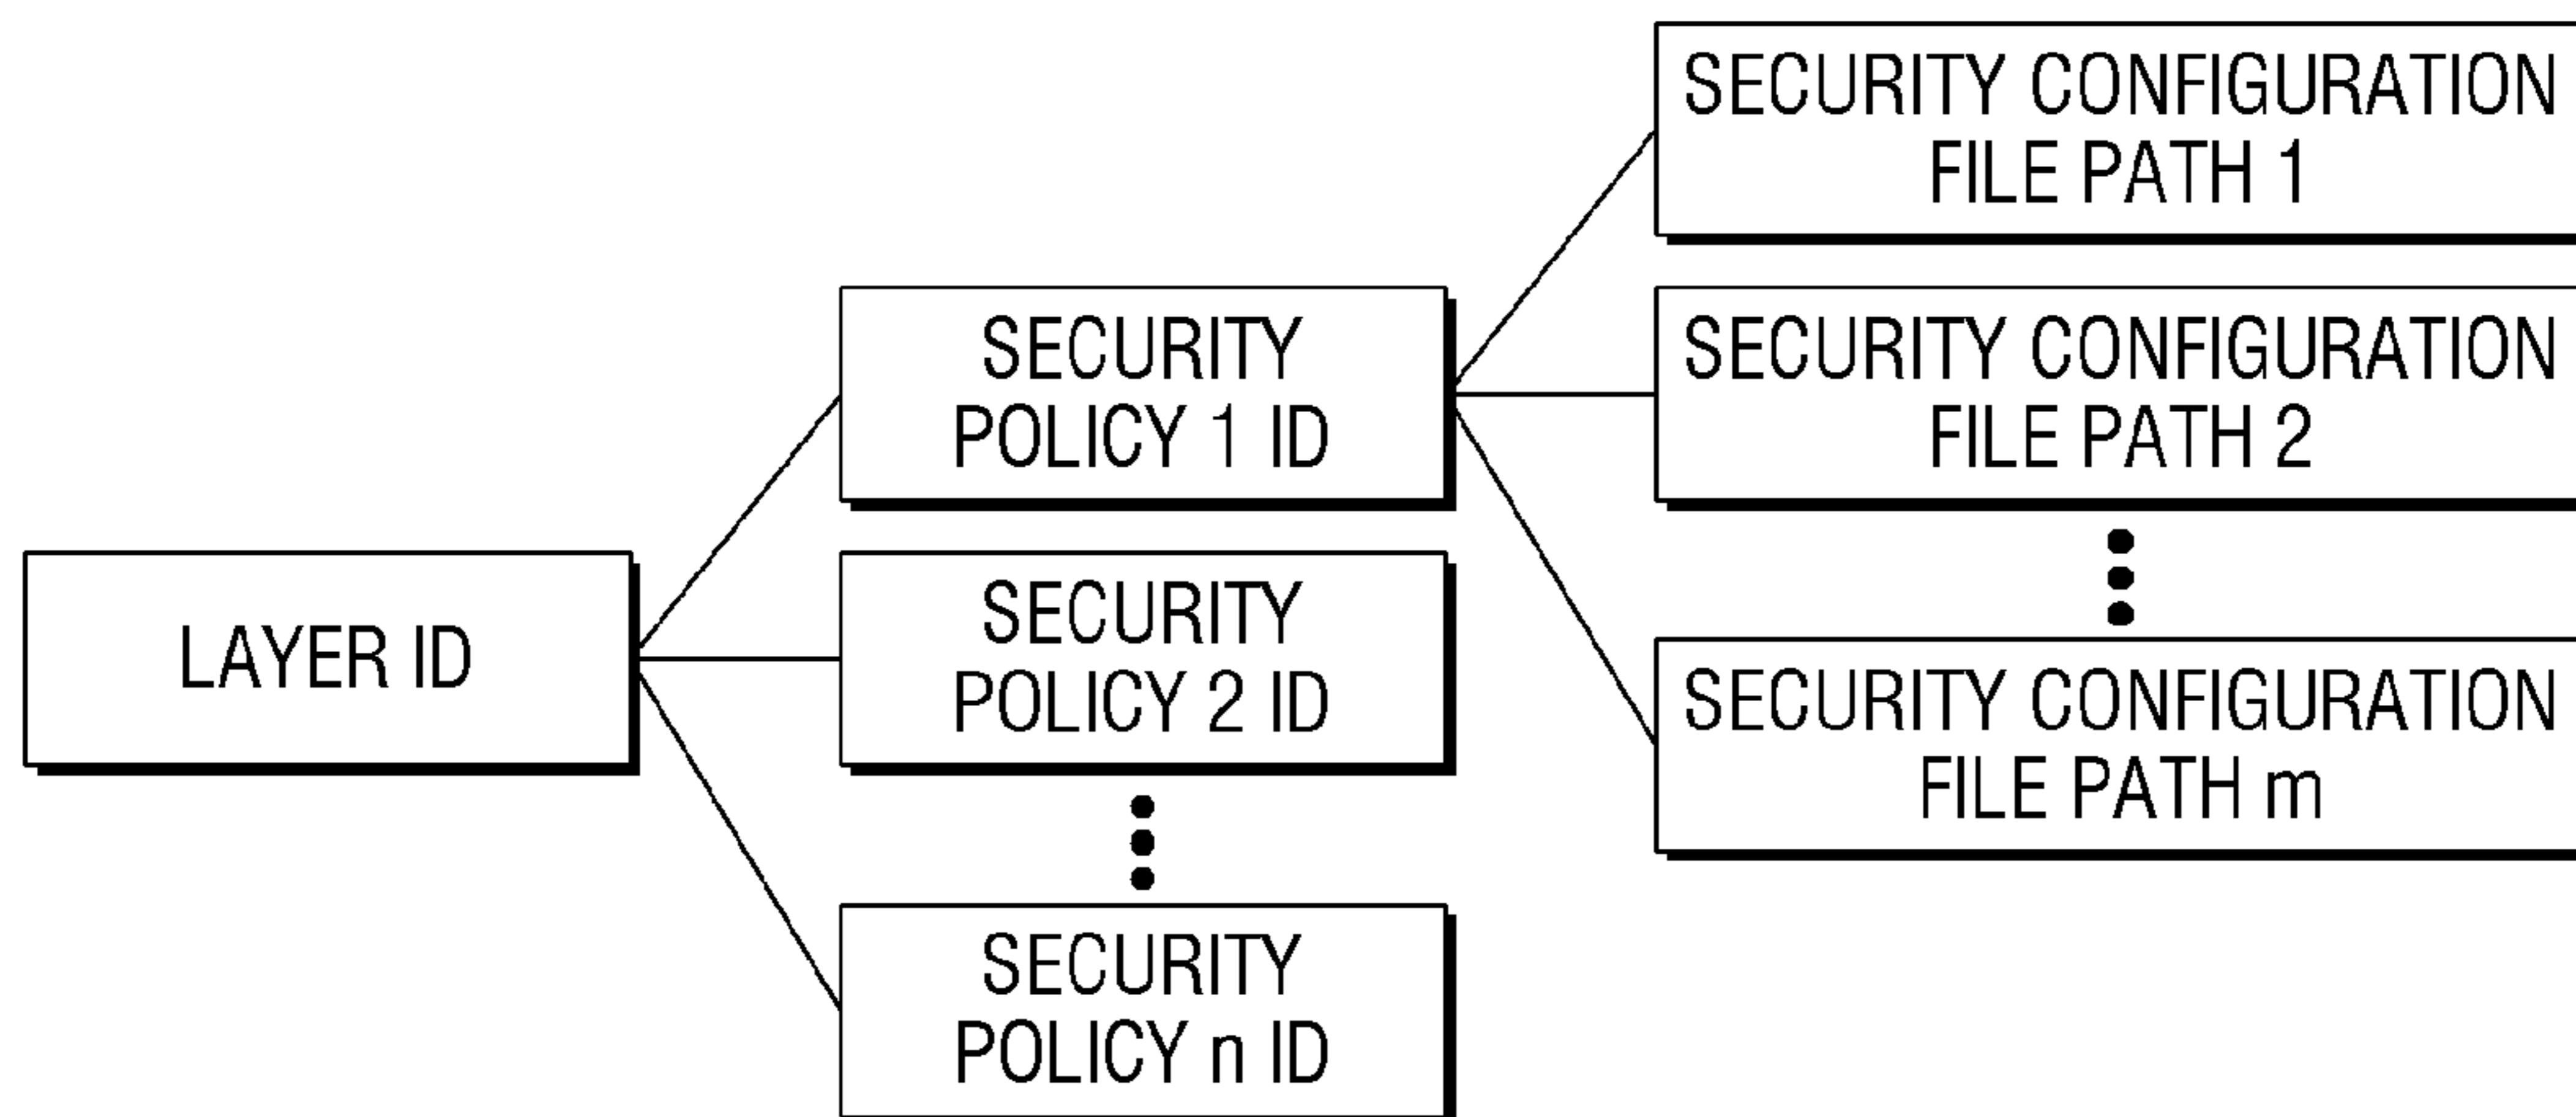 LAYER ID
SECURITY
POLICY 1 ID
SECURITY
POLICY 2 ID
SECURITY
POLICY n ID
SECURITY CONFIGURATION
FILE PATH 1
SECURITY CONFIGURATION
FILE PATH 2
SECURITY CONFIGURATION
FILE PATH m